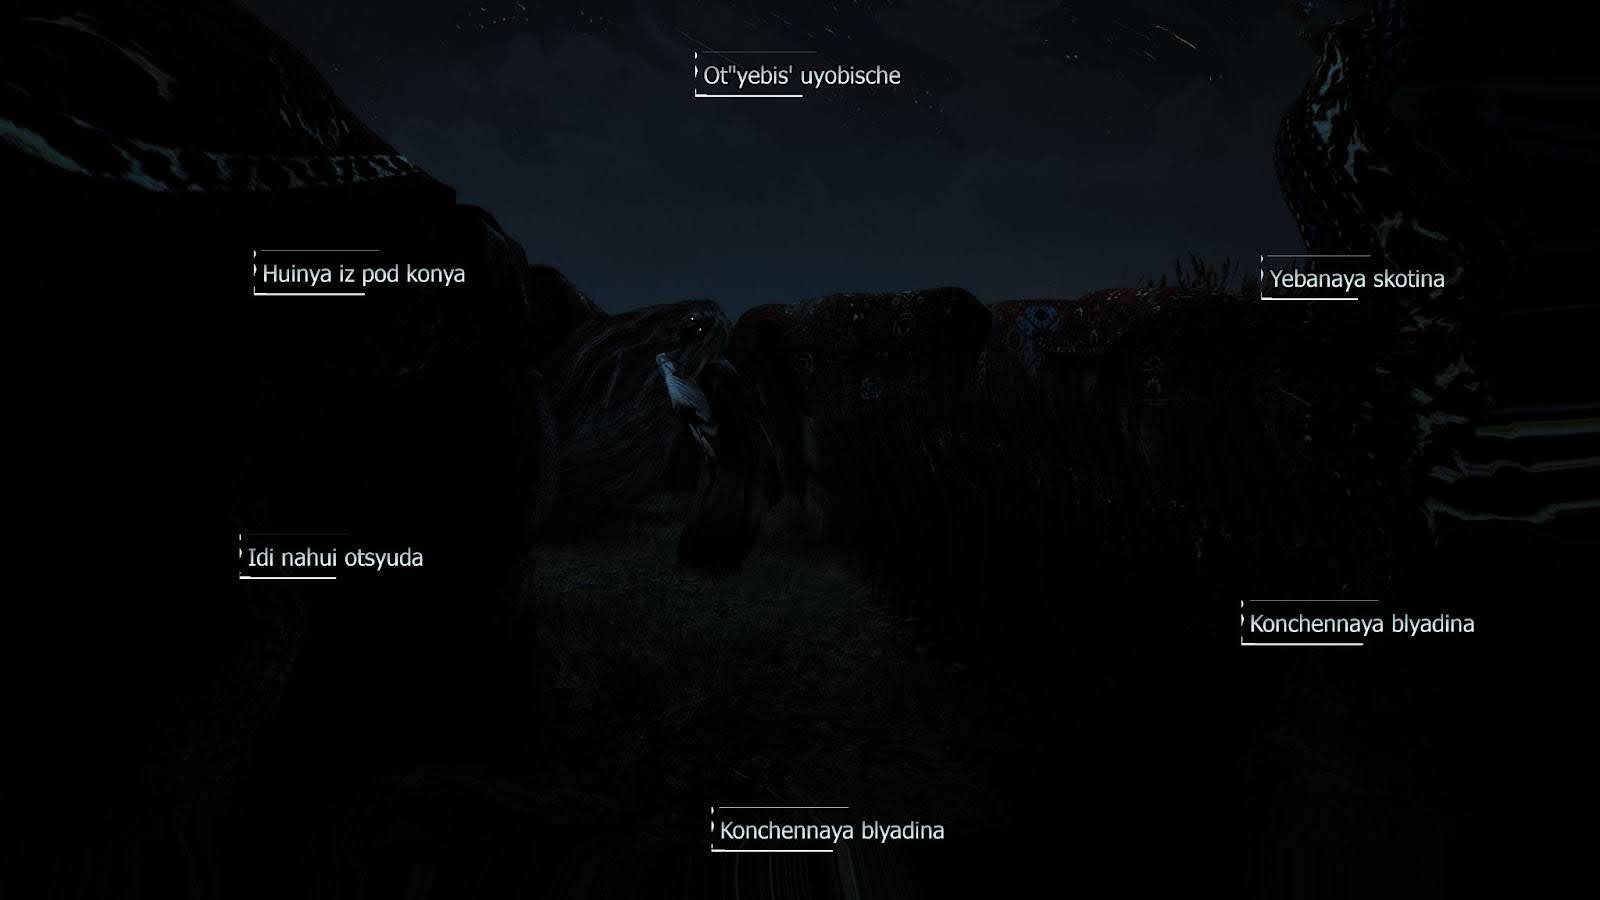 Ot"yebis' uyobische
Huinya iz pod konya
Yebanaya skotina
Idi nahui otsyuda
Konchennaya blyadina
Konchennaya blyadina